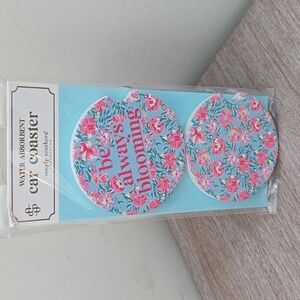 WATER ABSORBENT
car coaster
simply southern
be
always
blooming